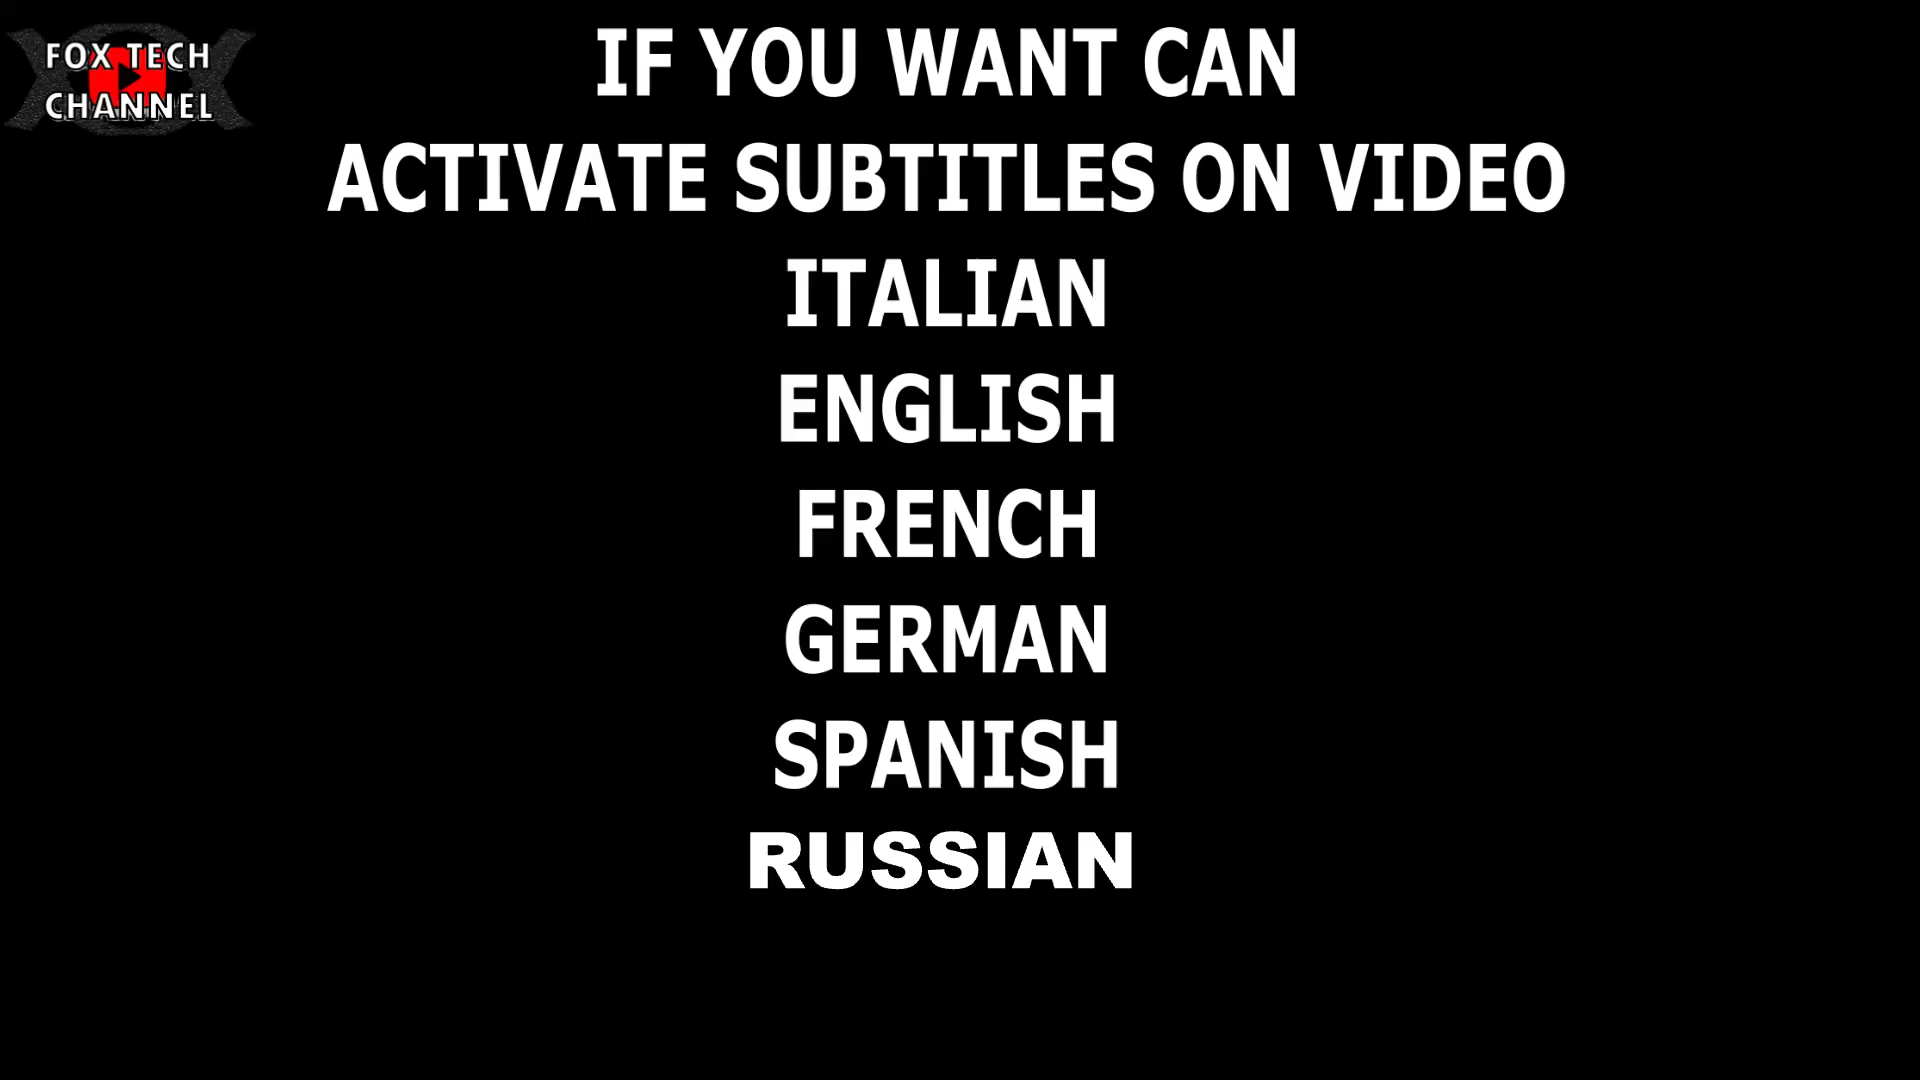 FOX TECH
CHANNEL
IF YOU WANT CAN
ACTIVATE SUBTITLES ON VIDEO
ITALIAN
ENGLISH
FRENCH
GERMAN
SPANISH
RUSSIAN